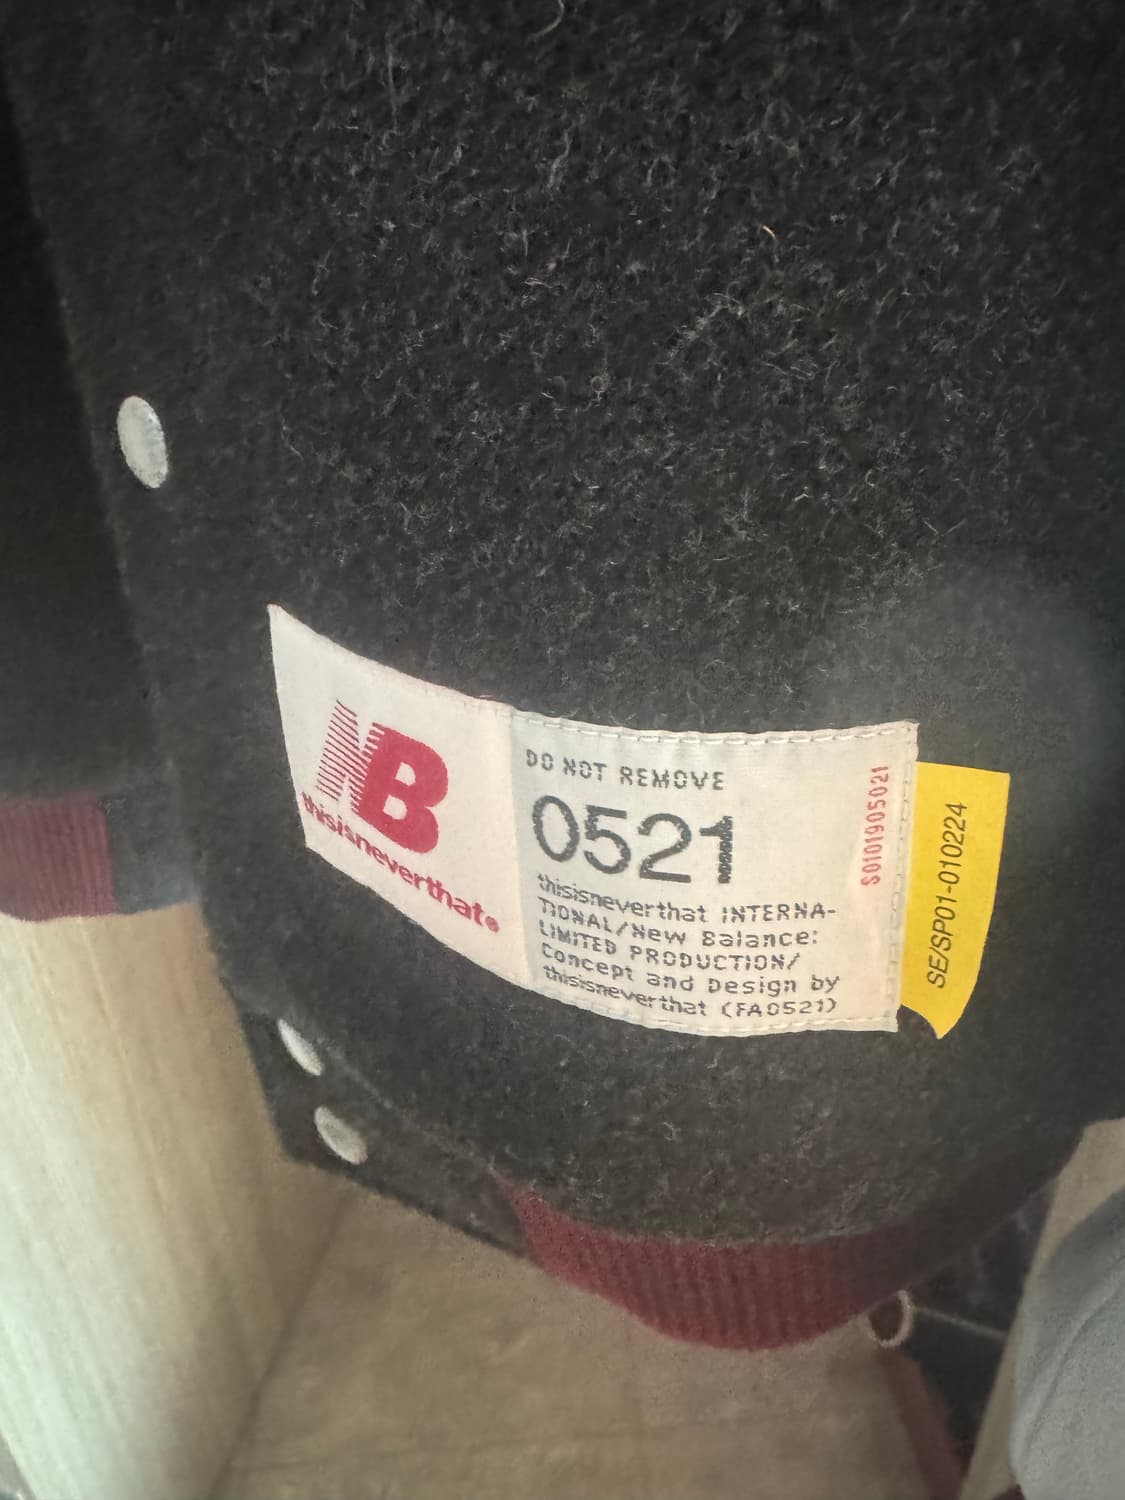 NB
thisisneverthat®
DO NOT REMOVE
0521
thisisneverthat INTERNA-
TIONAL/New Balance:
LIMITED PRODUCTION/
Concept and Design by
thisisneverthat (FA0521)
S0101905021
SE/SP01-010224